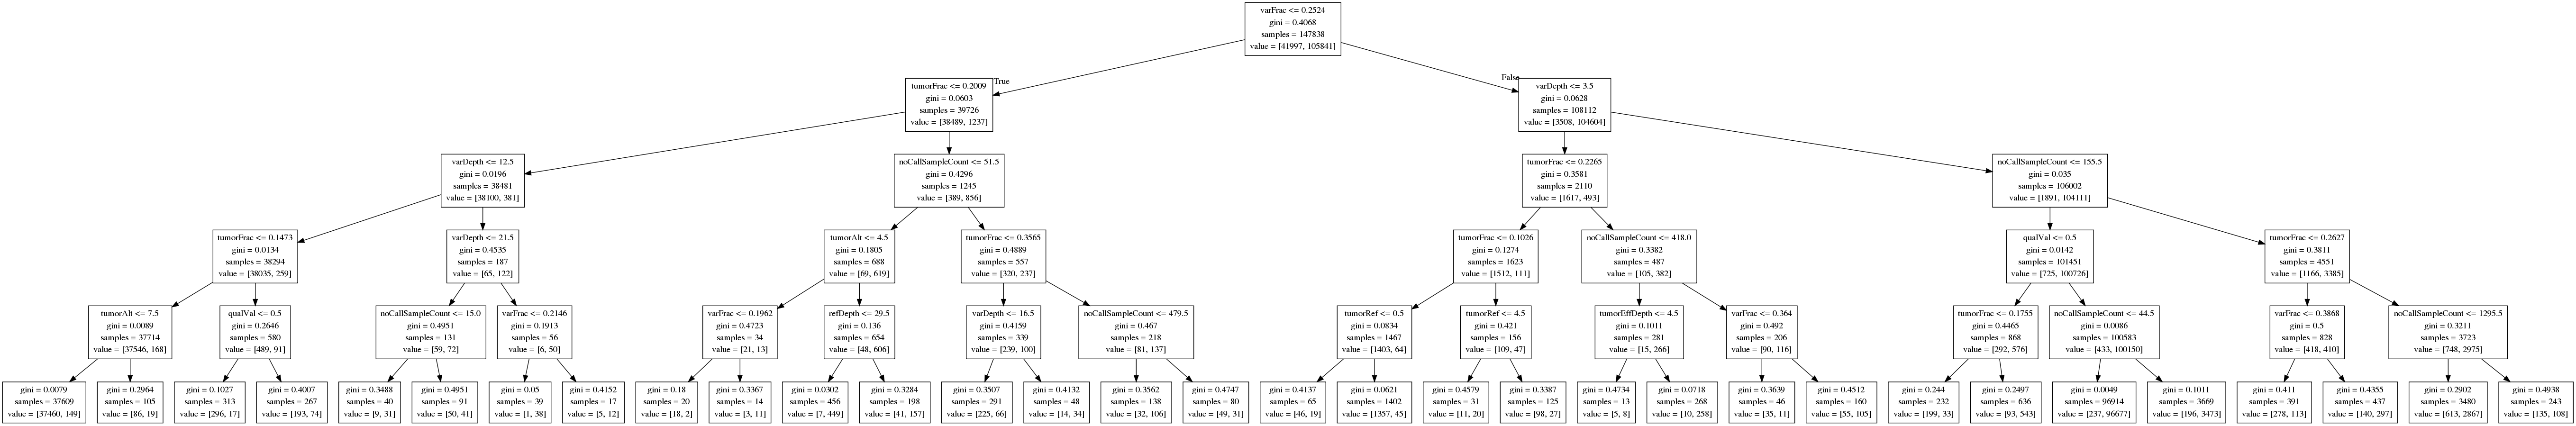 varFrac <= 0.2524
gini = 0.4068
samples = 147838
value = [41997, 105841]
True
False
tumorFrac <= 0.2009
gini = 0.0603
samples = 39726
value = [38489, 1237]
varDepth <= 3.5
gini = 0.0628
samples = 108112
value = [3508, 104604]
varDepth <= 12.5
gini = 0.0196
samples = 38481
value = [38100, 381]
noCallSampleCount <= 51.5
gini = 0.4296
samples = 1245
value = [389, 856]
tumorFrac <= 0.2265
gini = 0.3581
samples = 2110
value = [1617, 493]
noCallSampleCount <= 155.5
gini = 0.035
samples = 106002
value = [1891, 104111]
tumorFrac <= 0.1473
gini = 0.0134
samples = 38294
value = [38035, 259]
varDepth <= 21.5
gini = 0.4535
samples = 187
value = [65, 122]
tumorAlt <= 4.5
gini = 0.1805
samples = 688
value = [69, 619]
tumorFrac <= 0.3565
gini = 0.4889
samples = 557
value = [320, 237]
tumorFrac <= 0.1026
gini = 0.1274
samples = 1623
value = [1512, 111]
noCallSampleCount <= 418.0
gini = 0.3382
samples = 487
value = [105, 382]
qualVal <= 0.5
gini = 0.0142
samples = 101451
value = [725, 100726]
tumorFrac <= 0.2627
gini = 0.3811
samples = 4551
value = [1166, 3385]
tumorAlt <= 7.5
gini = 0.0089
samples = 37714
value = [37546, 168]
qualVal <= 0.5
gini = 0.2646
samples = 580
value = [489, 91]
noCallSampleCount <= 15.0
gini = 0.4951
samples = 131
value = [59, 72]
varFrac <= 0.2146
gini = 0.1913
samples = 56
value = [6, 50]
varFrac <= 0.1962
gini = 0.4723
samples = 34
value = [21, 13]
refDepth <= 29.5
gini = 0.136
samples = 654
value = [48, 606]
varDepth <= 16.5
gini = 0.4159
samples = 339
value = [239, 100]
noCallSampleCount <= 479.5
gini = 0.467
samples = 218
value = [81, 137]
tumorRef <= 0.5
gini = 0.0834
samples = 1467
value = [1403, 64]
tumorRef <= 4.5
gini = 0.421
samples = 156
value = [109, 47]
tumorEffDepth <= 4.5
gini = 0.1011
samples = 281
value = [15, 266]
varFrac <= 0.364
gini = 0.492
samples = 206
value = [90, 116]
tumorFrac <= 0.1755
gini = 0.4465
samples = 868
value = [292, 576]
noCallSampleCount <= 44.5
gini = 0.0086
samples = 100583
value = [433, 100150]
varFrac <= 0.3868
gini = 0.5
samples = 828
value = [418, 410]
noCallSampleCount <= 1295.5
gini = 0.3211
samples = 3723
value = [748, 2975]
gini = 0.0079
samples = 37609
value = [37460, 149]
gini = 0.2964
samples = 105
value = [86, 19]
gini = 0.1027
samples = 313
value = [296, 17]
gini = 0.4007
samples = 267
value = [193, 74]
gini = 0.3488
samples = 40
value = [9, 31]
gini = 0.4951
samples = 91
value = [50, 41]
gini = 0.05
samples = 39
value = [1, 38]
gini = 0.4152
samples = 17
value = [5, 12]
gini = 0.18
samples = 20
value = [18, 2]
gini = 0.3367
samples = 14
value = [3, 11]
gini = 0.0302
samples = 456
value = [7, 449]
gini = 0.3284
samples = 198
value = [41, 157]
gini = 0.3507
samples = 291
value = [225, 66]
gini = 0.4132
samples = 48
value = [14, 34]
gini = 0.3562
samples = 138
value = [32, 106]
gini = 0.4747
samples = 80
value = [49, 31]
gini = 0.4137
samples = 65
value = [46, 19]
gini = 0.0621
samples = 1402
value = [1357, 45]
gini = 0.4579
samples = 31
value = [11, 20]
gini = 0.3387
samples = 125
value = [98, 27]
gini = 0.4734
samples = 13
value = [5, 8]
gini = 0.0718
samples = 268
value = [10, 258]
gini = 0.3639
samples = 46
value = [35, 11]
gini = 0.4512
samples = 160
value = [55, 105]
gini = 0.244
samples = 232
value = [199, 33]
gini = 0.2497
samples = 636
value = [93, 543]
gini = 0.0049
samples = 96914
value = [237, 96677]
gini = 0.1011
samples = 3669
value = [196, 3473]
gini = 0.411
samples = 391
value = [278, 113]
gini = 0.4355
samples = 437
value = [140, 297]
gini = 0.2902
samples = 3480
value = [613, 2867]
gini = 0.4938
samples = 243
value = [135, 108]